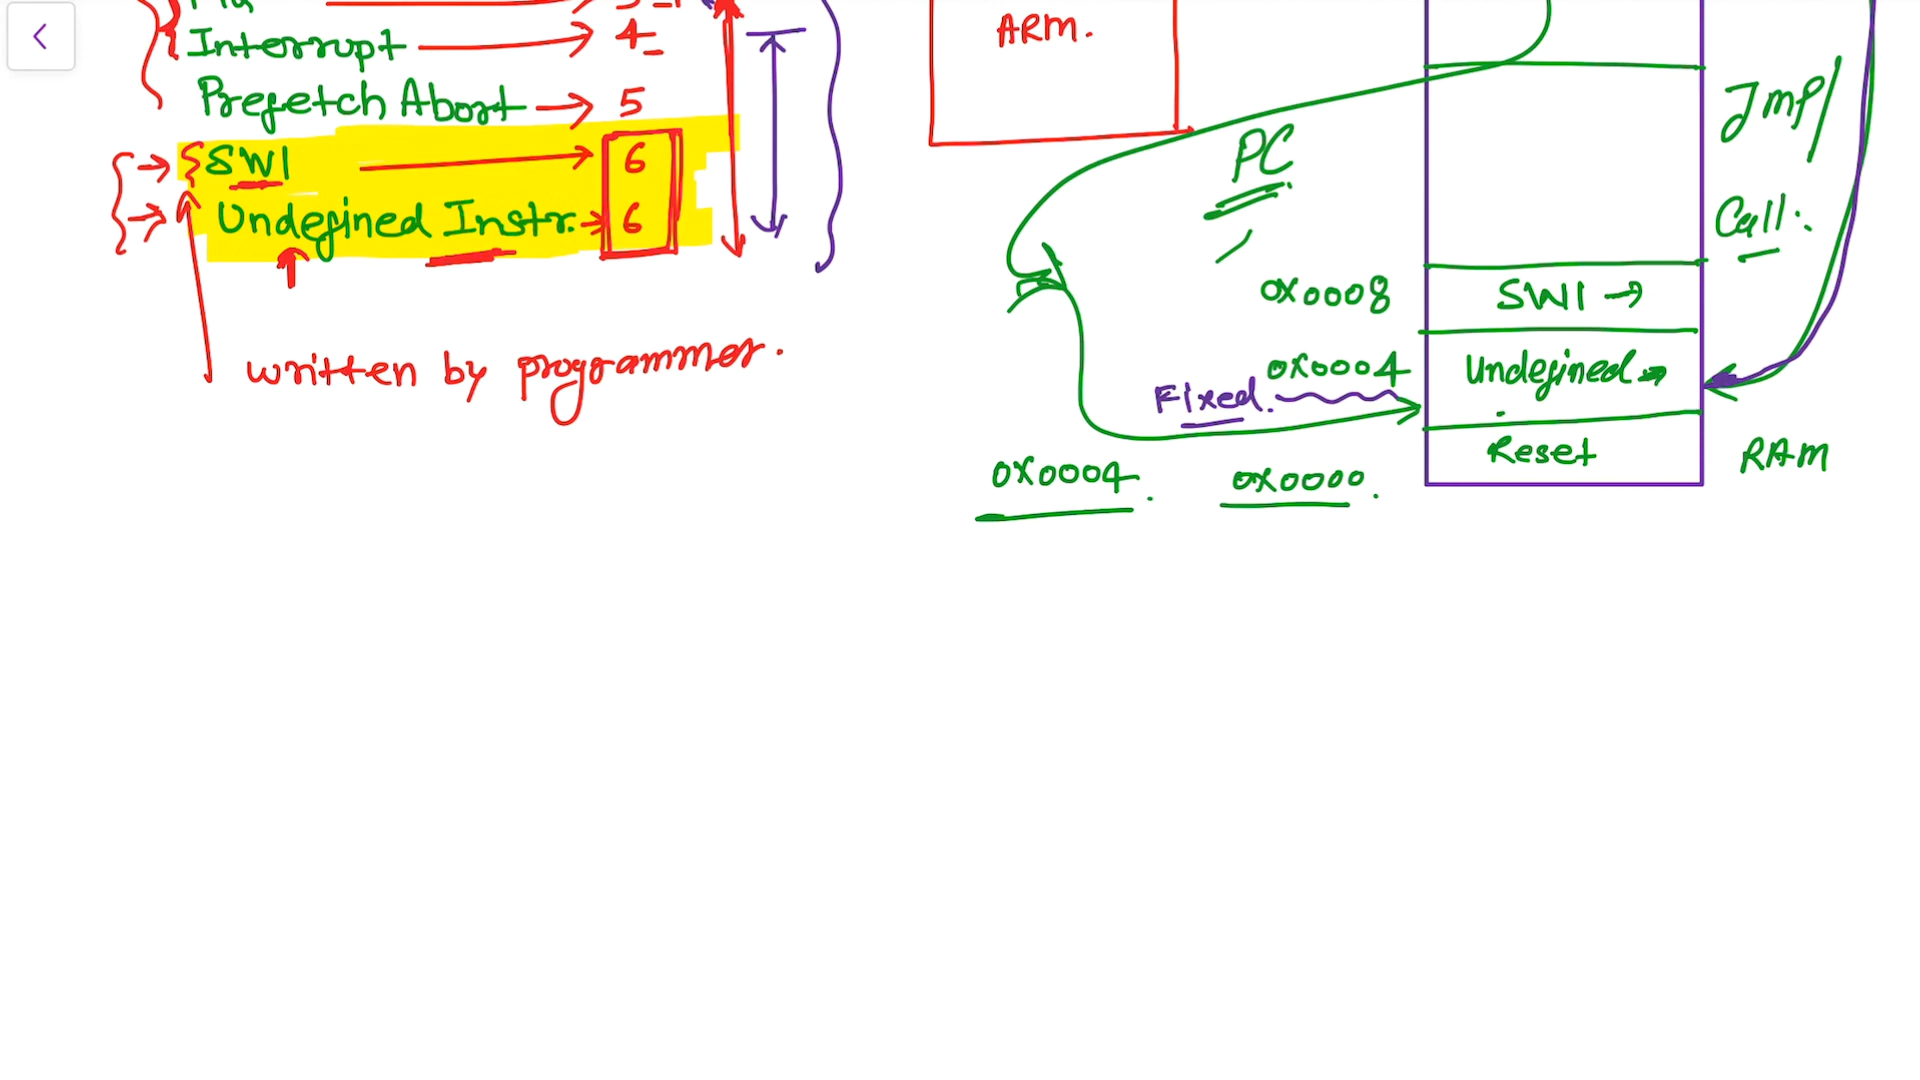 Interrupt → 4
Prefetch Abort → 5
SWI → 6
Undefined Instr. → 6
written by programmer.
ARM.
PC
Jmp/
Call:
0x0008 SWI →
0x0004 Undefined →
Fixed.
Reset
RAM
0x0004. 0x0000.